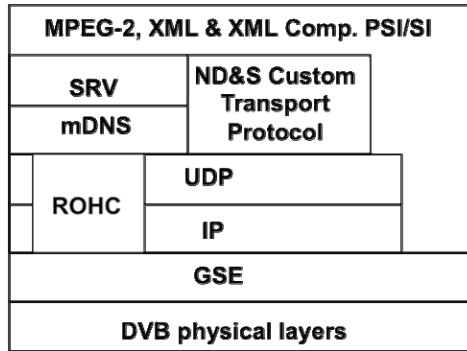 MPEG-2, XML & XML Comp. PSI/SI
SRV
mDNS
ND&S Custom
Transport
Protocol
ROHC
UDP
IP
GSE
DVB physical layers